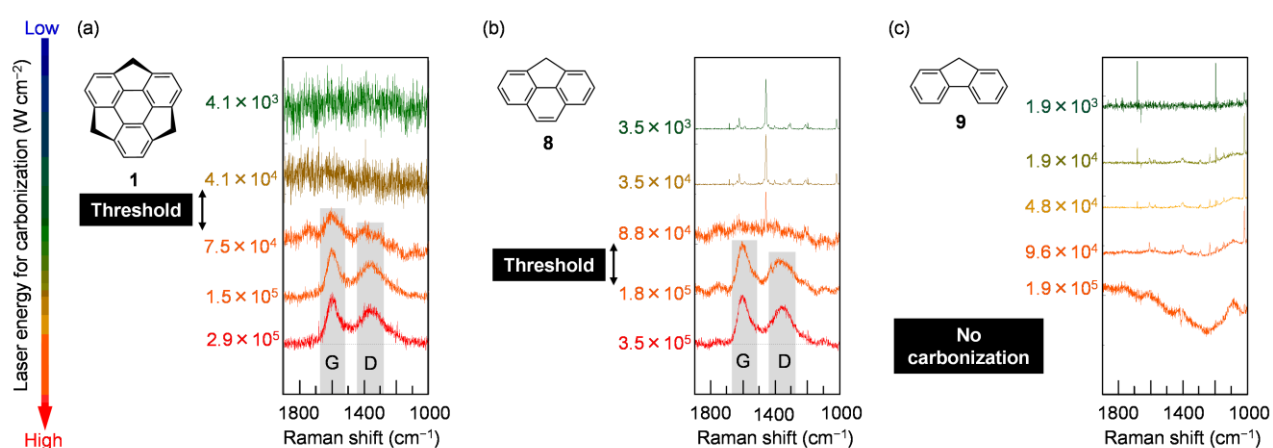 Low
Laser energy for carbonization (W cm⁻²)
High
(a)
1
Threshold
4.1 × 10³
4.1 × 10⁴
7.5 × 10⁴
1.5 × 10⁵
2.9 × 10⁵
G D
1800 1400 1000
Raman shift (cm⁻¹)
(b)
8
Threshold
3.5 × 10³
3.5 × 10⁴
8.8 × 10⁴
1.8 × 10⁵
3.5 × 10⁵
G D
1800 1400 1000
Raman shift (cm⁻¹)
(c)
9
No
carbonization
1.9 × 10³
1.9 × 10⁴
4.8 × 10⁴
9.6 × 10⁴
1.9 × 10⁵
1800 1400 1000
Raman shift (cm⁻¹)